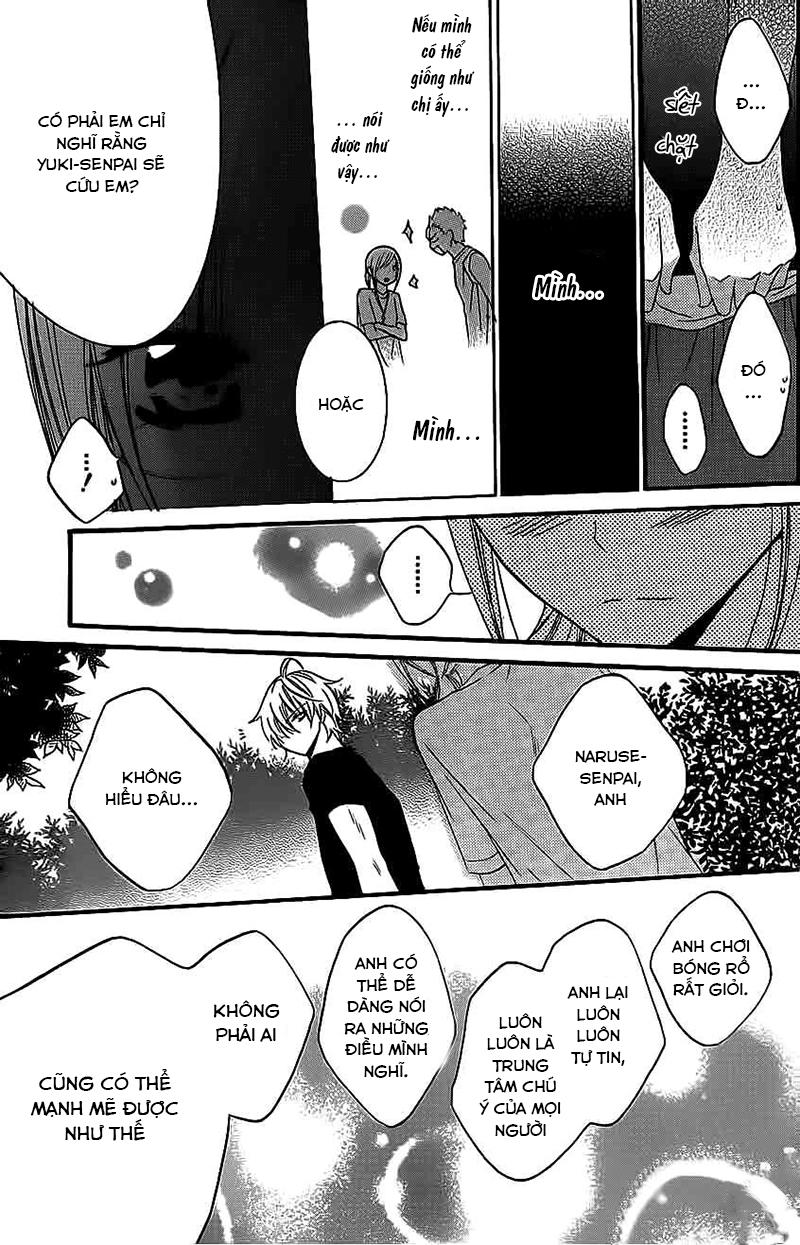 ...
Đ...
siết
chặt
ĐÓ
...
......
Mình...
Nếu mình
có thể
giống như
chị ấy...
... nói
được như
vậy...
Mình...
HOẶC
CÓ PHẢI EM CHỈ
NGHĨ RẰNG
YUKI-SENPAI SẼ
CỨU EM?
...!
......
NARUSE-
SENPAI, ANH
KHÔNG
HIỂU ĐÂU...
ANH CHƠI
BÓNG RỔ
RẤT GIỎI.
ANH LẠI
LUÔN
LUÔN
TỰ TIN,
LUÔN
LUÔN LÀ
TRUNG
TÂM CHÚ
Ý CỦA MỌI
NGƯỜI
ANH CÓ
THỂ DỄ
DÀNG NÓI
RA NHỮNG
ĐIỀU MÌNH
NGHĨ.
KHÔNG
PHẢI AI
CŨNG CÓ THỂ
MẠNH MẼ ĐƯỢC
NHƯ THẾ